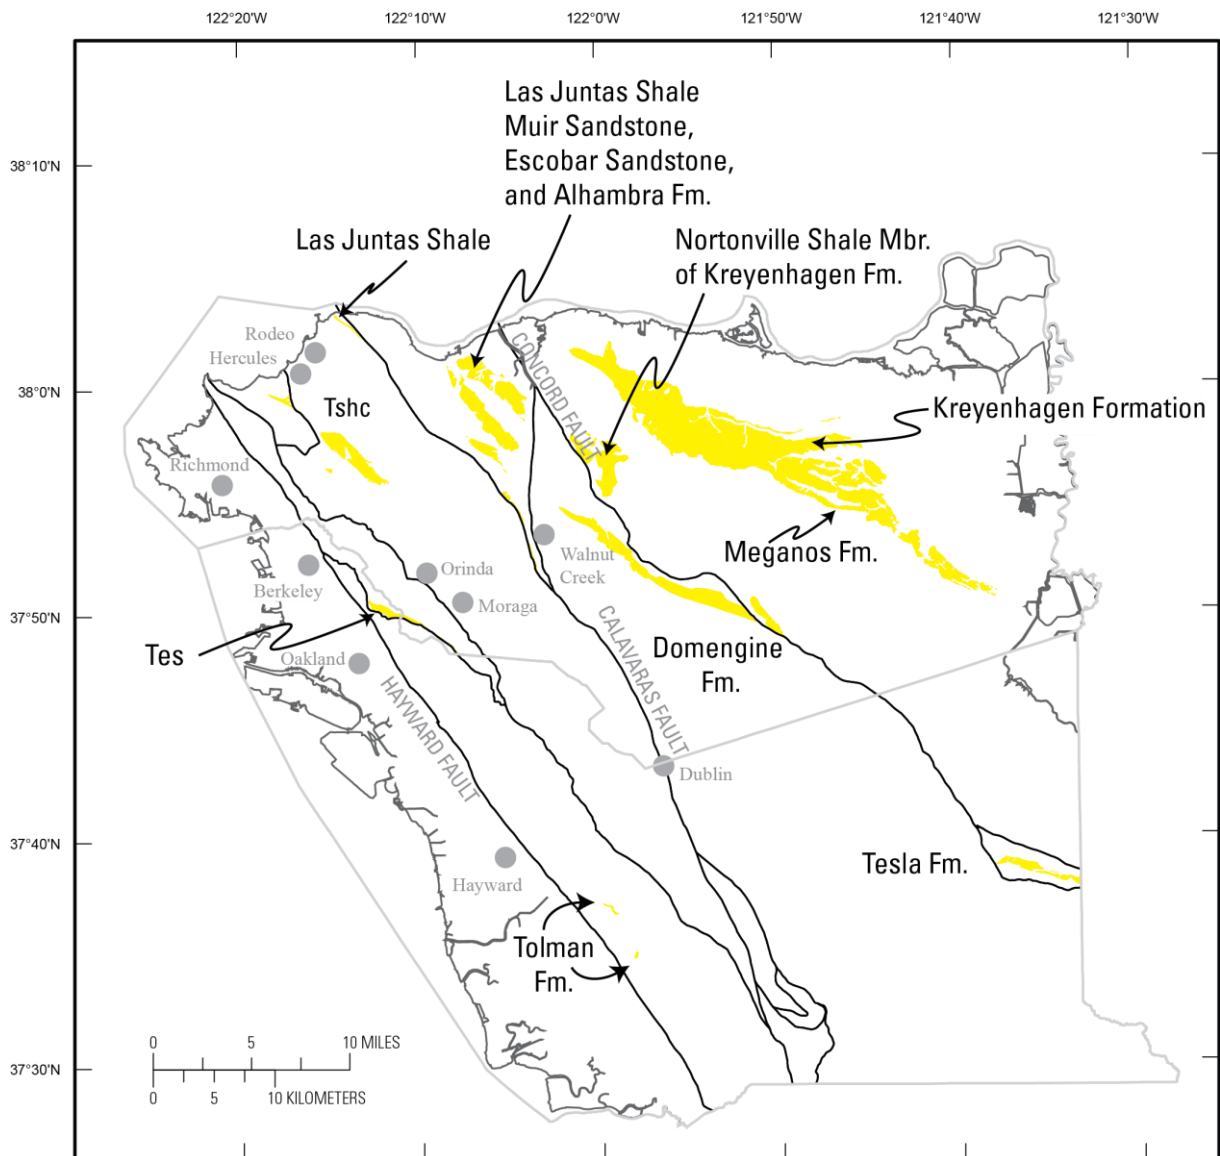 122°20'W
122°10'W
122°0'W
121°50'W
121°40'W
121°30'W
Las Juntas Shale
Muir Sandstone,
Escobar Sandstone,
and Alhambra Fm.
38°10'N
Las Juntas Shale
Nortonville Shale Mbr.
of Kreyenhagen Fm.
Rodeo
Hercules
CONCORD FAULT
38°0'N
Tshc
Kreyenhagen Formation
Richmond
Meganos Fm.
Walnut
Creek
Berkeley
Orinda
Moraga
37°50'N
Tes
Oakland
Domengine
Fm.
CALAVARAS FAULT
HAYWARD FAULT
Dublin
37°40'N
Hayward
Tesla Fm.
Tolman
Fm.
0 5 10 MILES
37°30'N
0 5 10 KILOMETERS